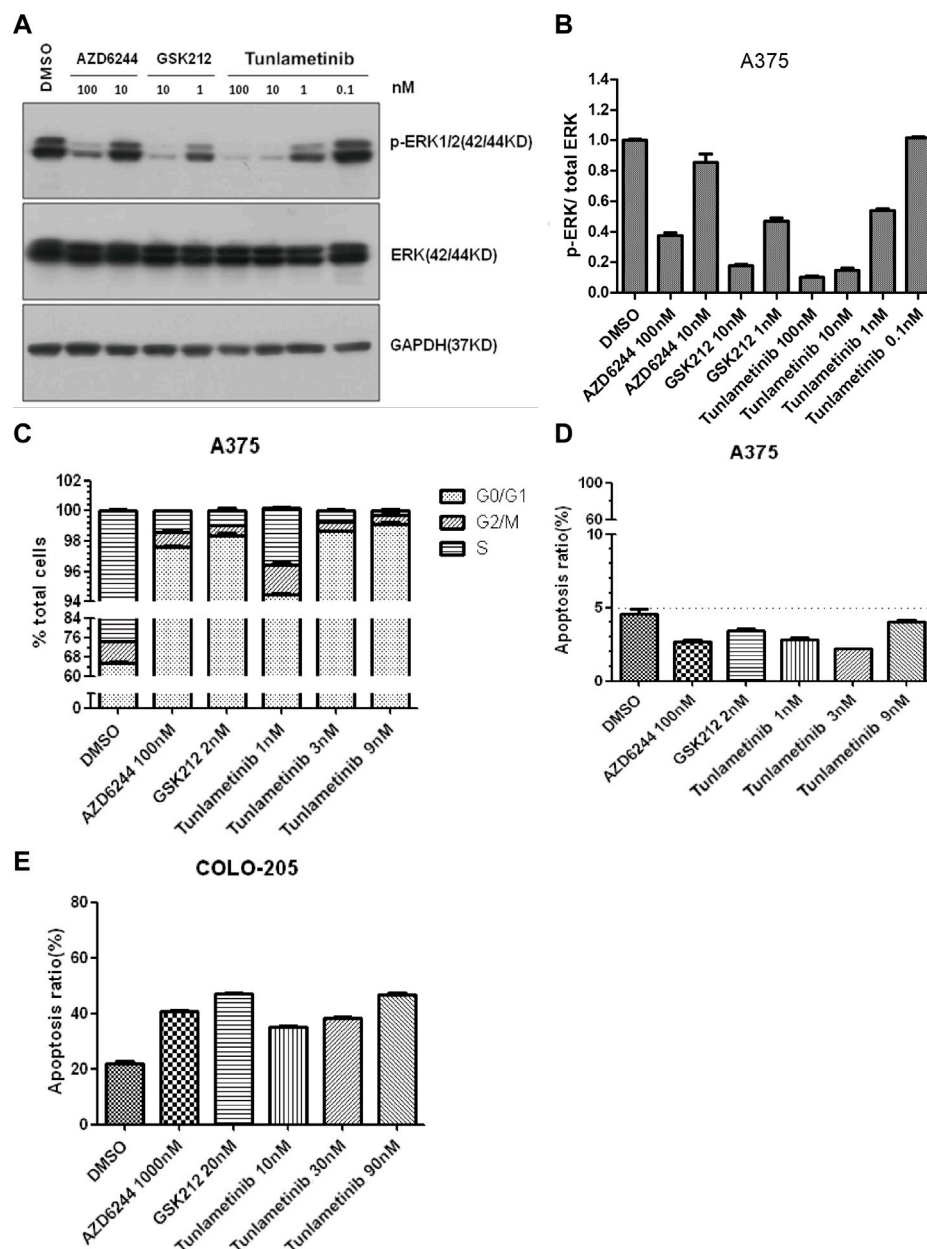 A
DMSO
AZD6244
GSK212
Tunlametinib
100
10
10
1
100
10
1
0.1
nM
p-ERK1/2(42/44KD)
ERK(42/44KD)
GAPDH(37KD)
B
A375
p-ERK/ total ERK
1.4
1.2
1.0
0.8
0.6
0.4
0.2
0.0
DMSO
AZD6244 100nM
AZD6244 10nM
GSK212 10nM
GSK212 1nM
Tunlametinib 100nM
Tunlametinib 10nM
Tunlametinib 1nM
Tunlametinib 0.1nM
C
A375
% total cells
102
100
98
96
94
84
76
68
60
0
G0/G1
G2/M
S
DMSO
AZD6244 100nM
GSK212 2nM
Tunlametinib 1nM
Tunlametinib 3nM
Tunlametinib 9nM
D
A375
Apoptosis ratio(%)
100
60
10
5
0
DMSO
AZD6244 100nM
GSK212 2nM
Tunlametinib 1nM
Tunlametinib 3nM
Tunlametinib 9nM
E
COLO-205
Apoptosis ratio(%)
80
60
40
20
0
DMSO
AZD6244 1000nM
GSK212 20nM
Tunlametinib 10nM
Tunlametinib 30nM
Tunlametinib 90nM